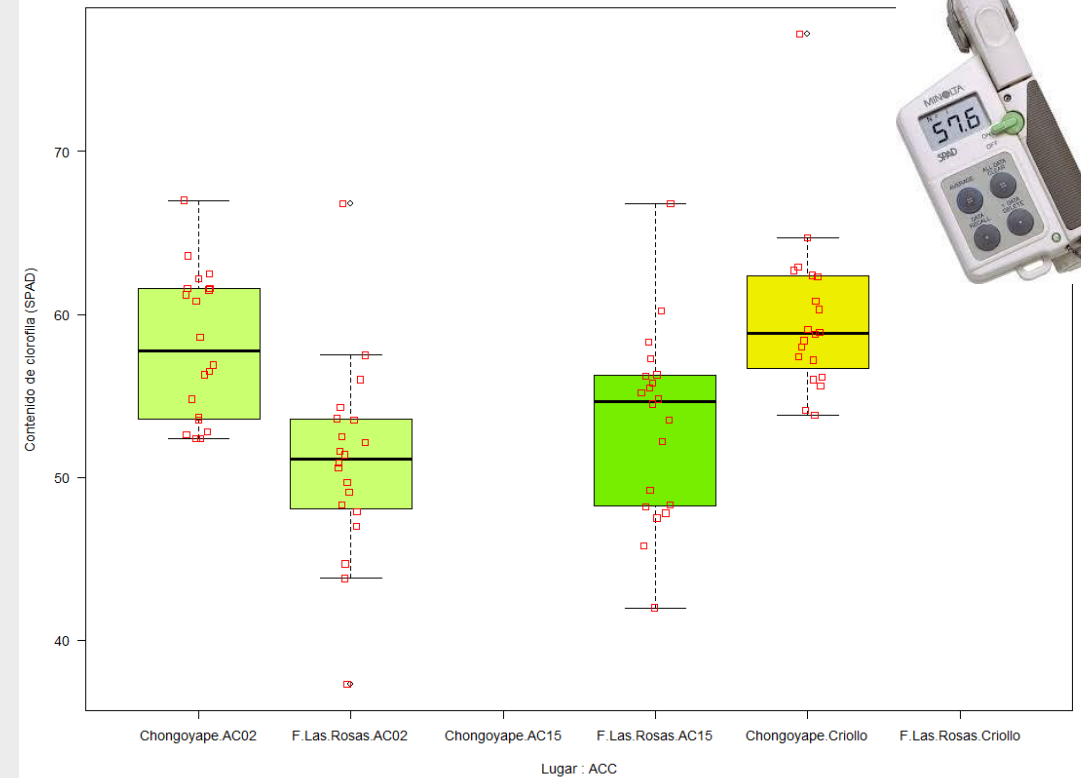 Contenido de clorofila (SPAD)
70
60
50
40
Chongoyape.AC02
F.Las.Rosas.AC02
Chongoyape.AC15
F.Las.Rosas.AC15
Chongoyape.Criollo
F.Las.Rosas.Criollo
Lugar : ACC
MINOLTA
57.6
SPAD
OFF
AVERAGE
ALL DATA CLEAR
DATA RECALL
1 DATA DELETE